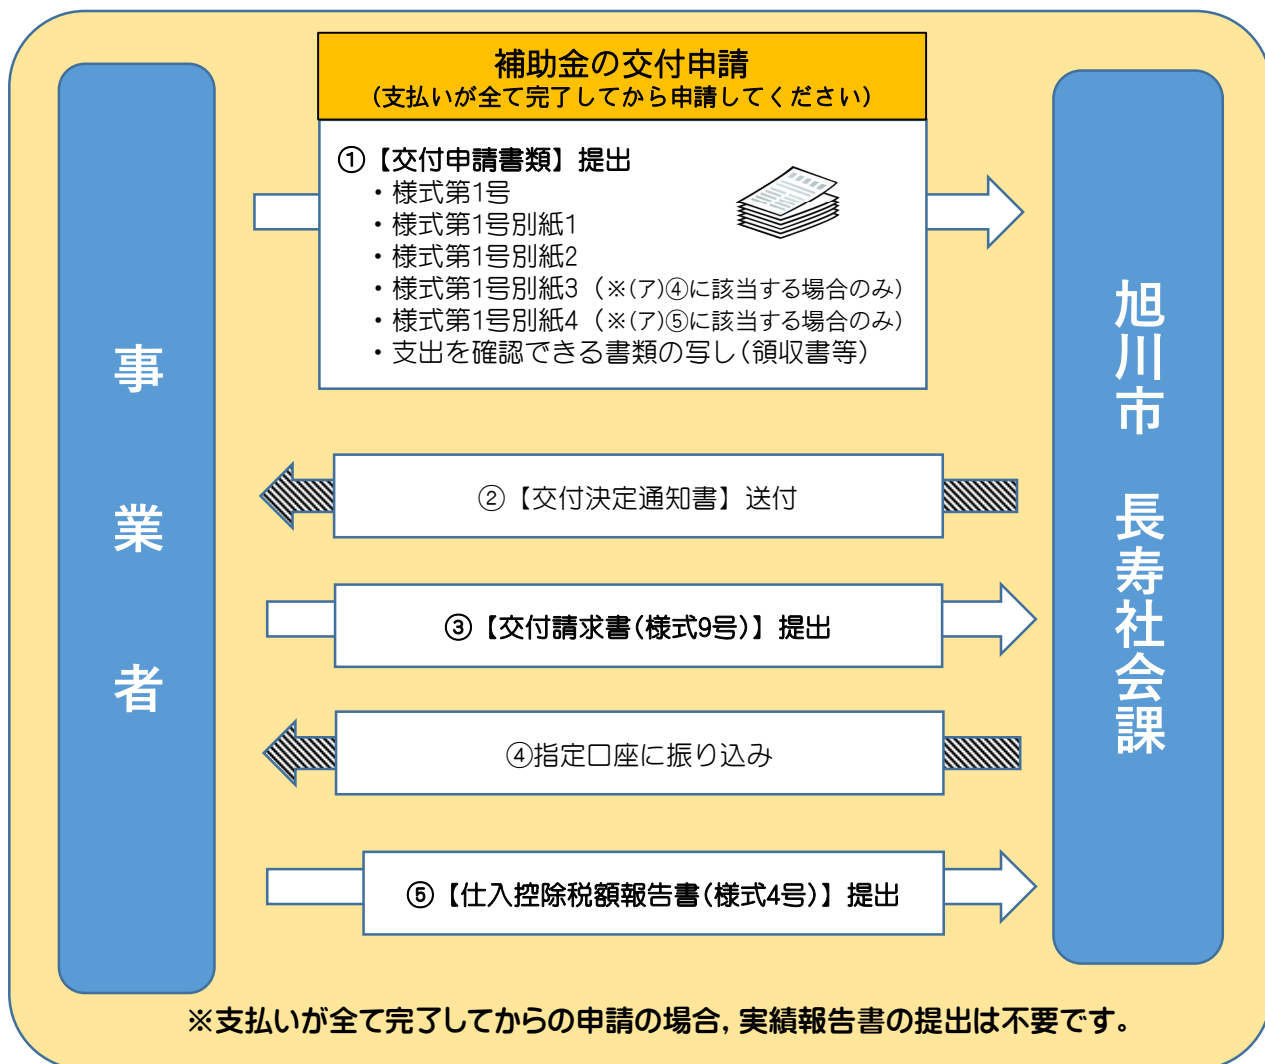 補助金の交付申請
(支払いが全て完了してから申請してください)
①【交付申請書類】提出
・様式第1号
・様式第1号別紙1
・様式第1号別紙2
・様式第1号別紙3（※(ア)④に該当する場合のみ）
・様式第1号別紙4（※(ア)⑤に該当する場合のみ）
・支出を確認できる書類の写し(領収書等)
事業者
旭川市　長寿社会課
②【交付決定通知書】送付
③【交付請求書(様式9号)】提出
④指定口座に振り込み
⑤【仕入控除税額報告書(様式4号)】提出
※支払いが全て完了してからの申請の場合,実績報告書の提出は不要です。